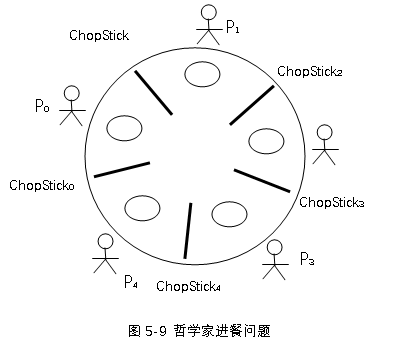 P₁
ChopStick
ChopStick₂
P₀
ChopStick₀
ChopStick₃
P₃
P₄
ChopStick₄
图 5-9 哲学家进餐问题